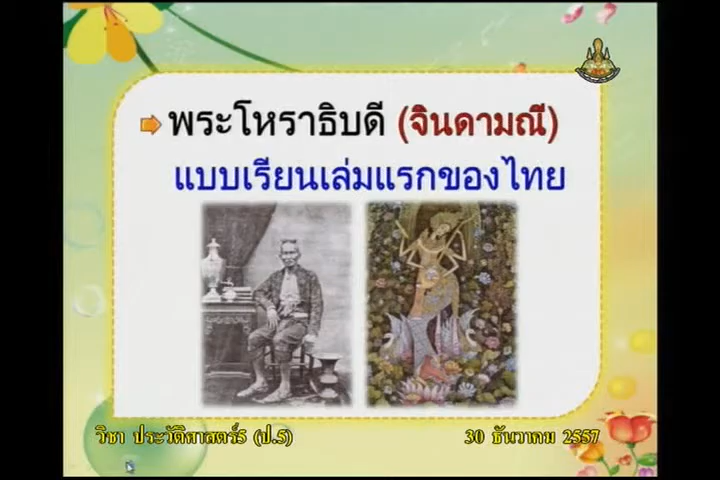 พระโหราธิบดี (จินดามณี)
แบบเรียนเล่มแรกของไทย
วิชา ประวัติศาสตร์5 (ป.5)
30 ธันวาคม 2557